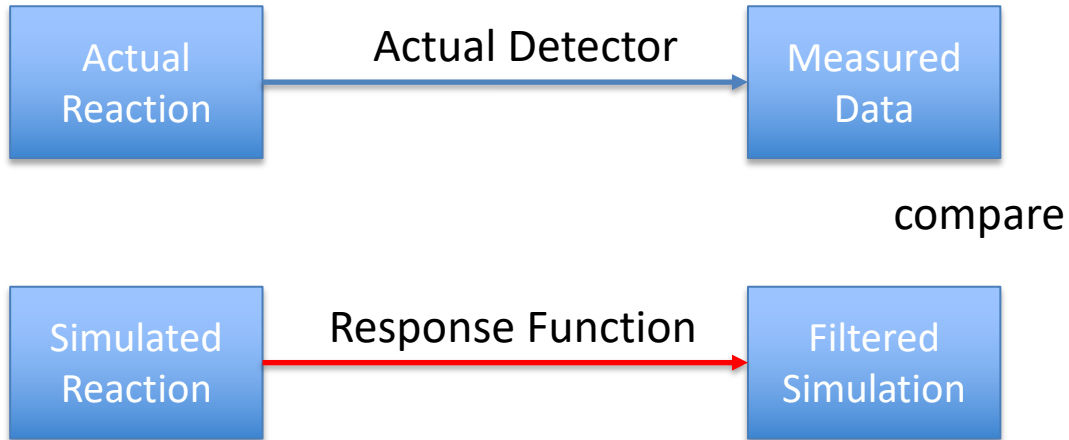 Actual
Reaction
Actual Detector
Measured
Data
compare
Simulated
Reaction
Response Function
Filtered
Simulation